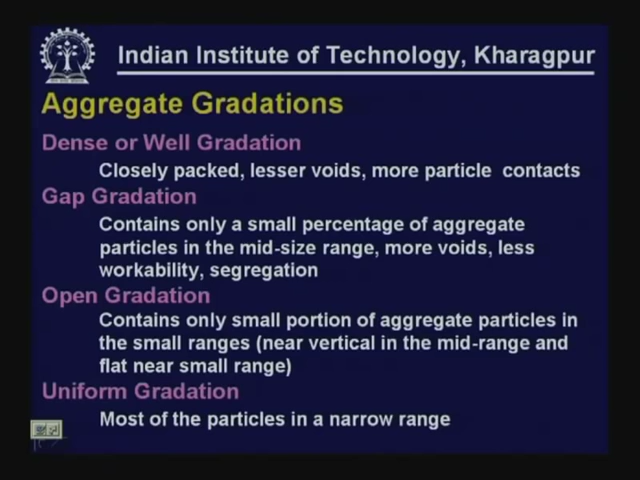 Indian Institute of Technology, Kharagpur
Aggregate Gradations
Dense or Well Gradation
Closely packed, lesser voids, more particle contacts
Gap Gradation
Contains only a small percentage of aggregate
particles in the mid-size range, more voids, less
workability, segregation
Open Gradation
Contains only small portion of aggregate particles in
the small ranges (near vertical in the mid-range and
flat near small range)
Uniform Gradation
Most of the particles in a narrow range